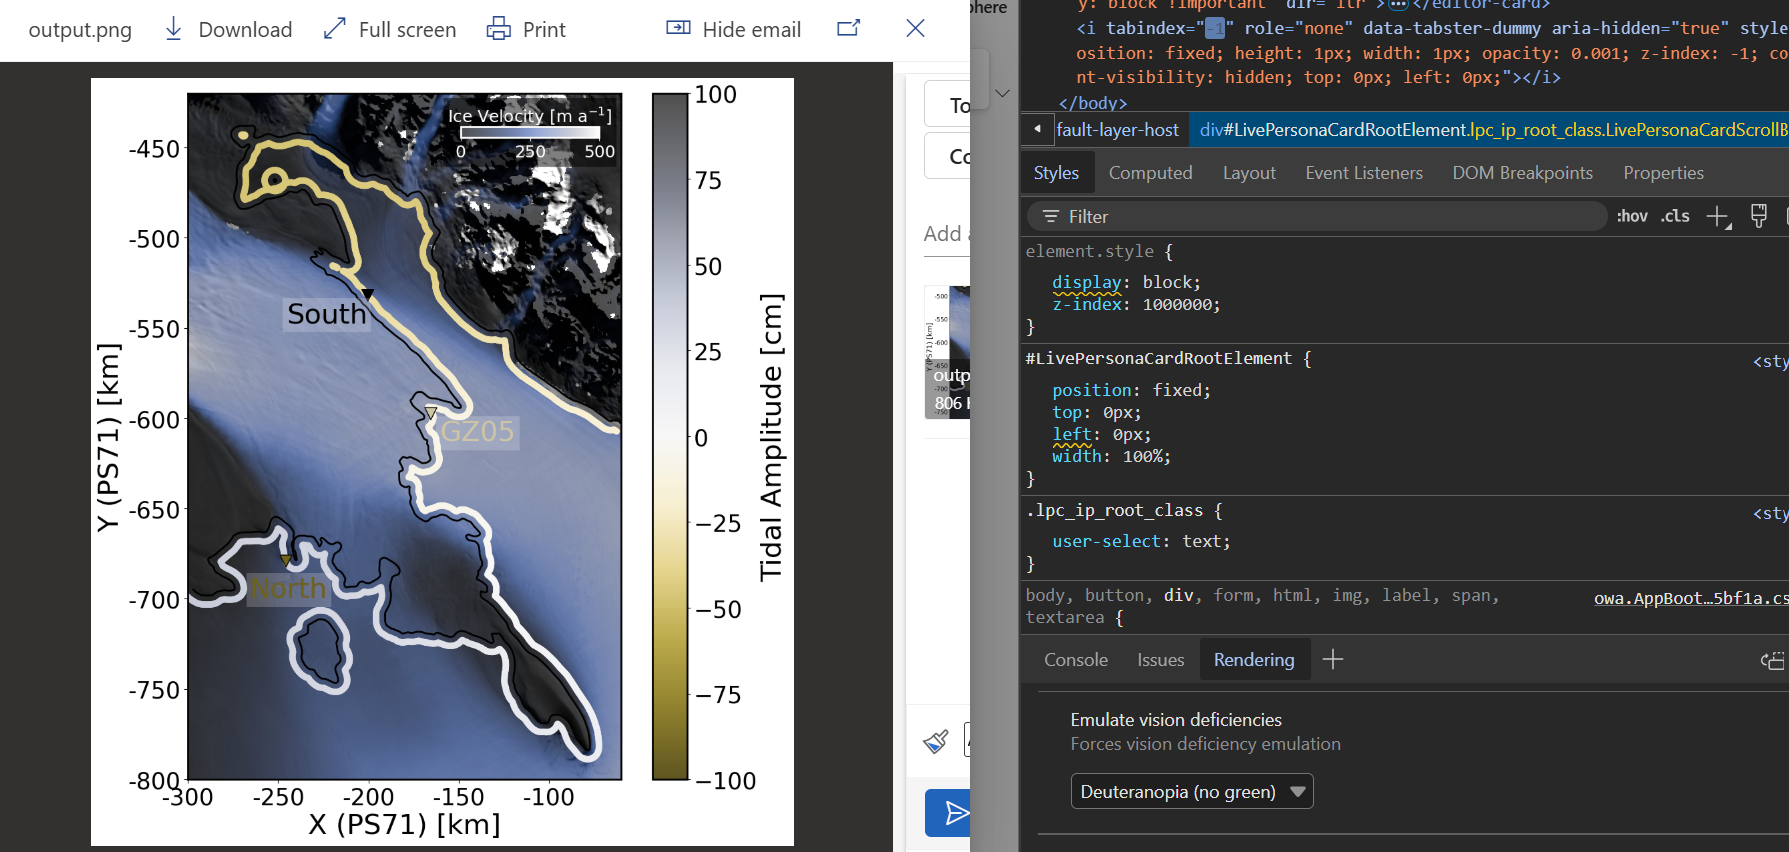 output.png
Download
Full screen
Print
Hide email
Ice Velocity [m a⁻¹]
0 250 500
-450
-500
-550
-600
-650
-700
-750
-800
-300 -250 -200 -150 -100
X (PS71) [km]
Y (PS71) [km]
South
GZ05
North
100
75
50
25
0
−25
−50
−75
−100
Tidal Amplitude [cm]
phere
To
Cc
Add
outp
806
y: block !important" dir="ltr">
</editor-card>
<i tabindex="-1" role="none" data-tabster-dummy aria-hidden="true" style
osition: fixed; height: 1px; width: 1px; opacity: 0.001; z-index: -1; co
nt-visibility: hidden; top: 0px; left: 0px;"></i>
</body>
fault-layer-host
div#LivePersonaCardRootElement.lpc_ip_root_class.LivePersonaCardScrollB
Styles Computed Layout Event Listeners DOM Breakpoints Properties
Filter :hov .cls
element.style {
display: block;
z-index: 1000000;
}
#LivePersonaCardRootElement { <sty
position: fixed;
top: 0px;
left: 0px;
width: 100%;
}
.lpc_ip_root_class { <sty
user-select: text;
}
body, button, div, form, html, img, label, span, owa.AppBoot…5bf1a.cs
textarea {
Console Issues Rendering
Emulate vision deficiencies
Forces vision deficiency emulation
Deuteranopia (no green)